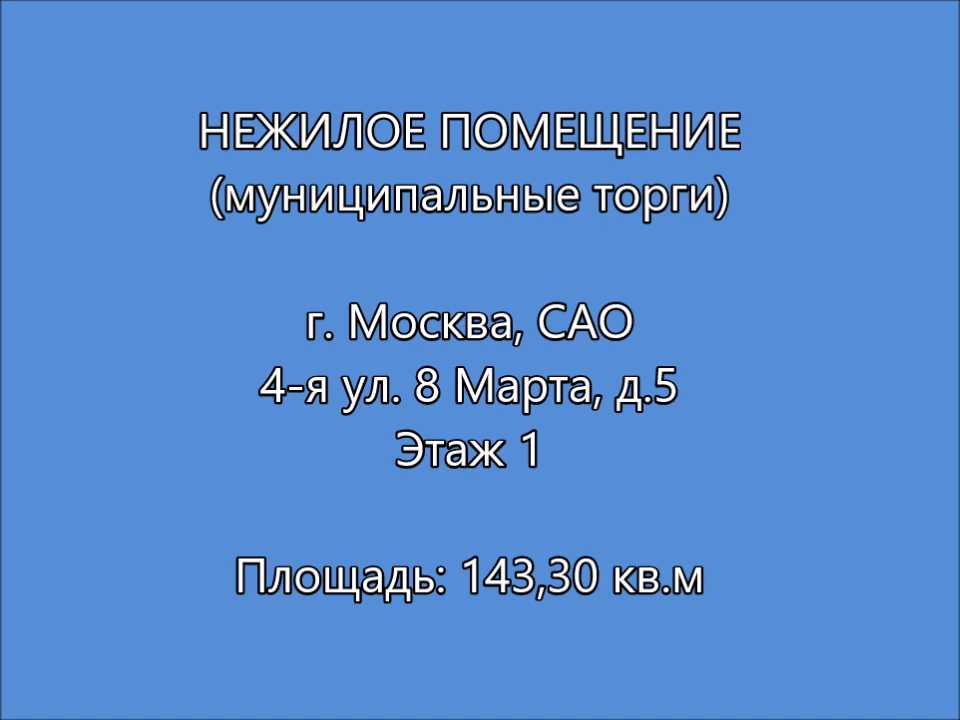 НЕЖИЛОЕ ПОМЕЩЕНИЕ
(муниципальные торги)
г. Москва, САО
4-я ул. 8 Марта, д.5
Этаж 1
Площадь: 143,30 кв.м